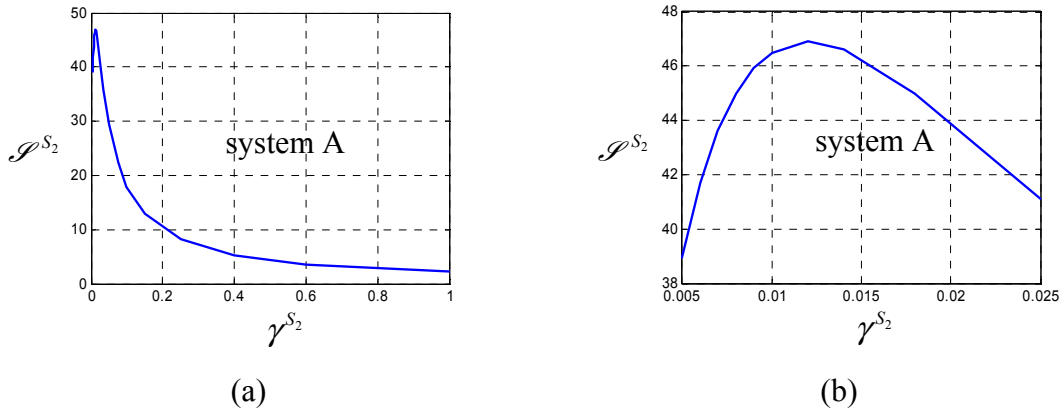 50
40
30
20
10
0
0 0.2 0.4 0.6 0.8 1
system A
𝒮^{S_2}
γ^{S_2}
(a)
48
46
44
42
40
38
0.005 0.01 0.015 0.02 0.025
system A
𝒮^{S_2}
γ^{S_2}
(b)